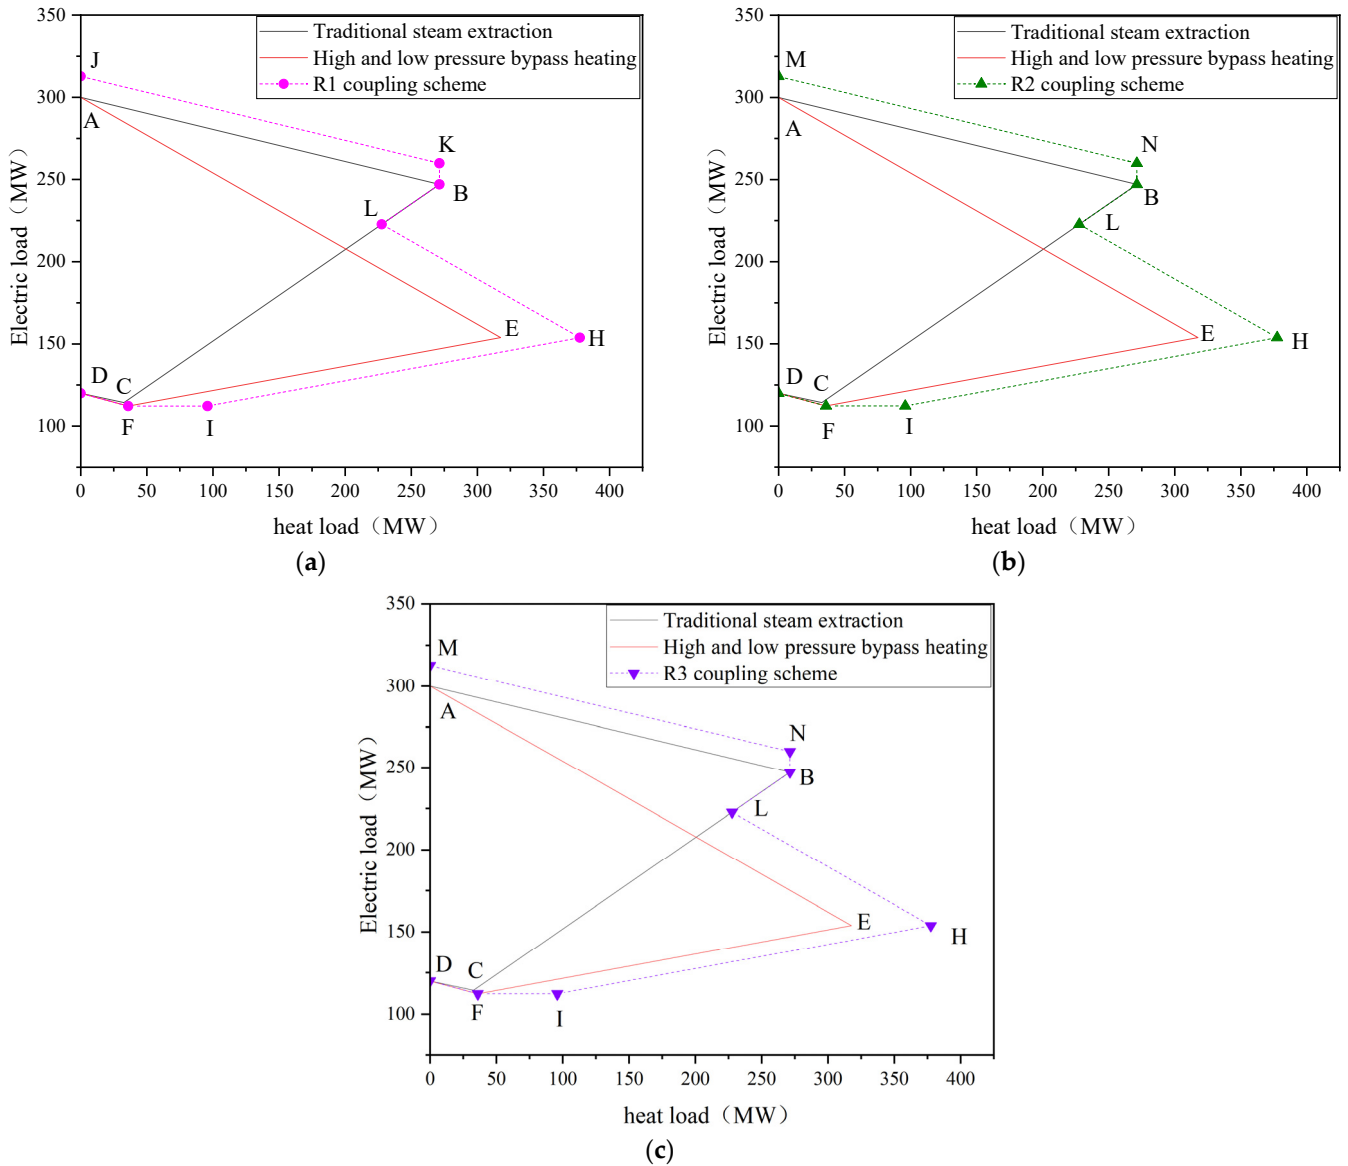 350
300
250
200
150
100
0
50
100
150
200
250
300
350
400
Electric load（MW）
heat load（MW）
Traditional steam extraction
High and low pressure bypass heating
R1 coupling scheme
J
A
K
B
L
E
H
D
C
F
I
(a)
350
300
250
200
150
100
0
50
100
150
200
250
300
350
400
Electric load（MW）
heat load（MW）
Traditional steam extraction
High and low pressure bypass heating
R2 coupling scheme
M
A
N
B
L
E
H
D
C
F
I
(b)
350
300
250
200
150
100
0
50
100
150
200
250
300
350
400
Electric load（MW）
heat load（MW）
Traditional steam extraction
High and low pressure bypass heating
R3 coupling scheme
M
A
N
B
L
E
H
D
C
F
I
(c)